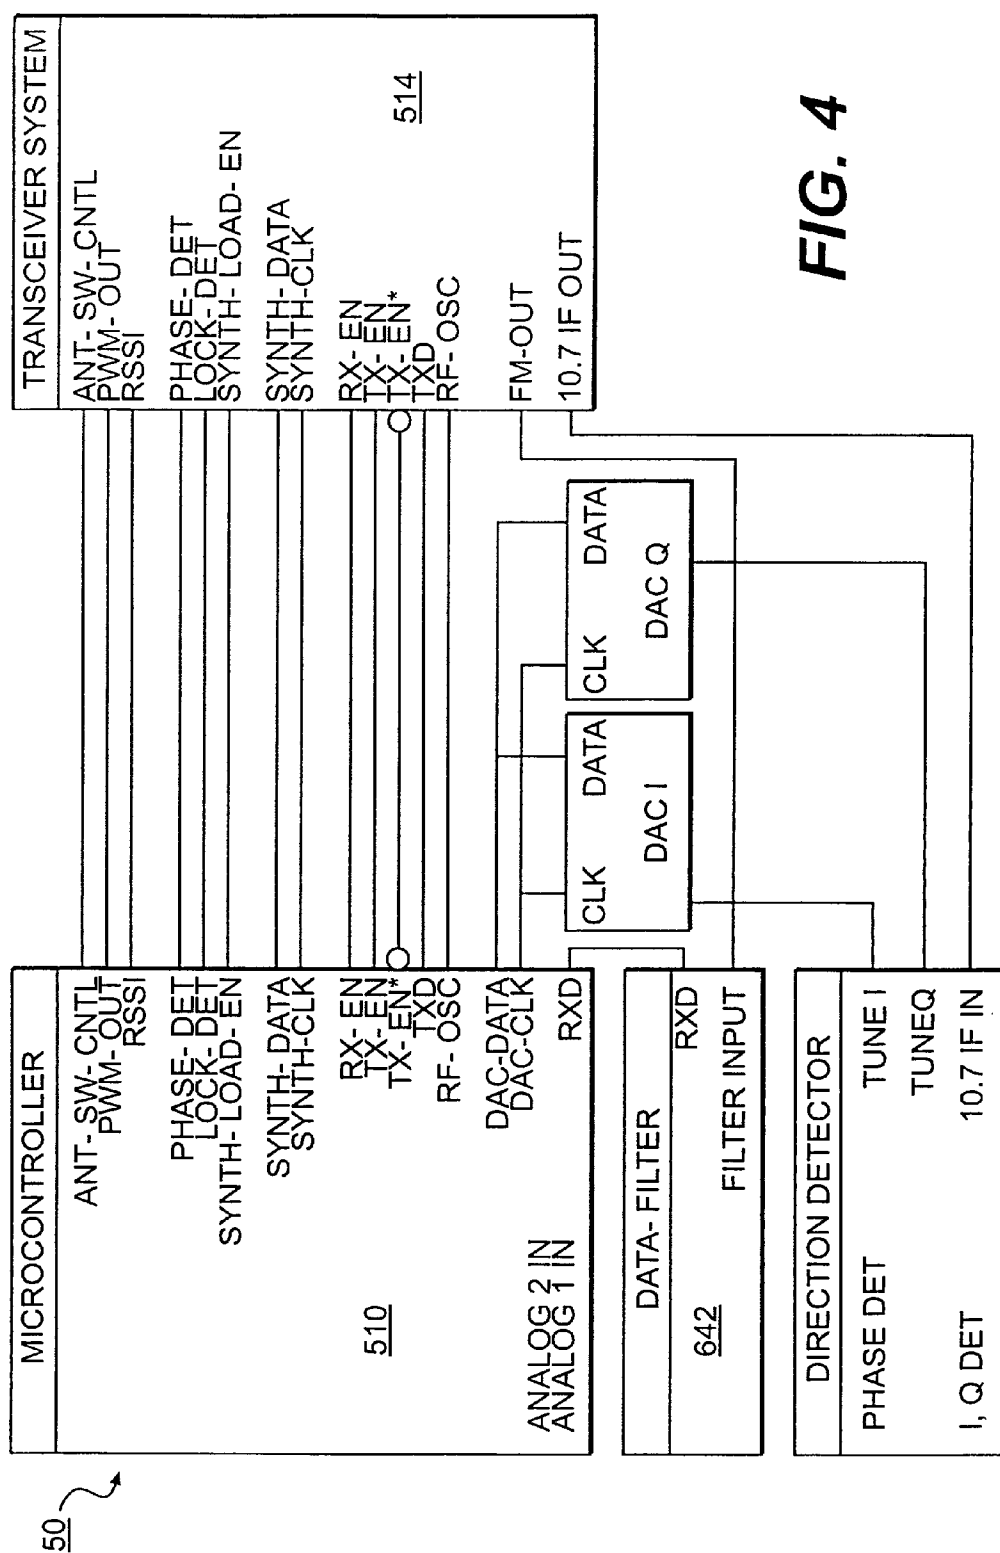 50
MICROCONTROLLER
ANT- SW- CNTL
PWM- OUT
RSSI
PHASE- DET
LOCK- DET
SYNTH- LOAD- EN
SYNTH- DATA
SYNTH-CLK
RX- EN
TX- EN
TX- EN*
TXD
RF- OSC
DAC-DATA
DAC-CLK
RXD
ANALOG 2 IN
ANALOG 1 IN
510
TRANSCEIVER SYSTEM
ANT- SW- CNTL
PWM- OUT
RSSI
PHASE- DET
LOCK- DET
SYNTH- LOAD- EN
SYNTH- DATA
SYNTH-CLK
RX- EN
TX- EN
TX- EN*
TXD
RF- OSC
FM-OUT
10.7 IF OUT
514
CLK
DATA
DAC I
CLK
DATA
DAC Q
DATA- FILTER
RXD
642
FILTER INPUT
DIRECTION DETECTOR
PHASE DET
TUNE I
TUNEQ
I, Q DET
10.7 IF IN
FIG. 4